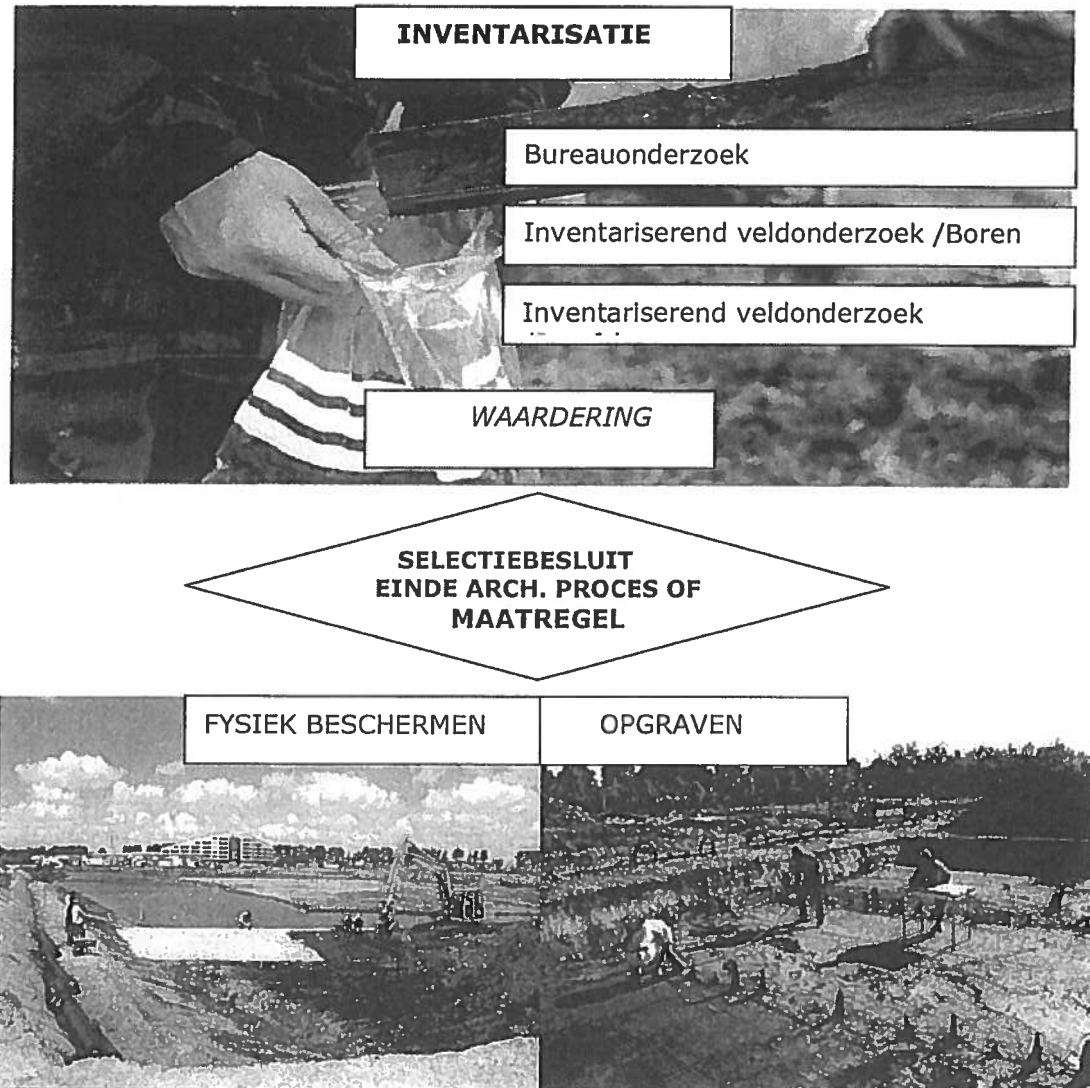 INVENTARISATIE
Bureauonderzoek
Inventariserend veldonderzoek /Boren
Inventariserend veldonderzoek
WAARDERING
SELECTIEBESLUIT
EINDE ARCH. PROCES OF
MAATREGEL
FYSIEK BESCHERMEN
OPGRAVEN